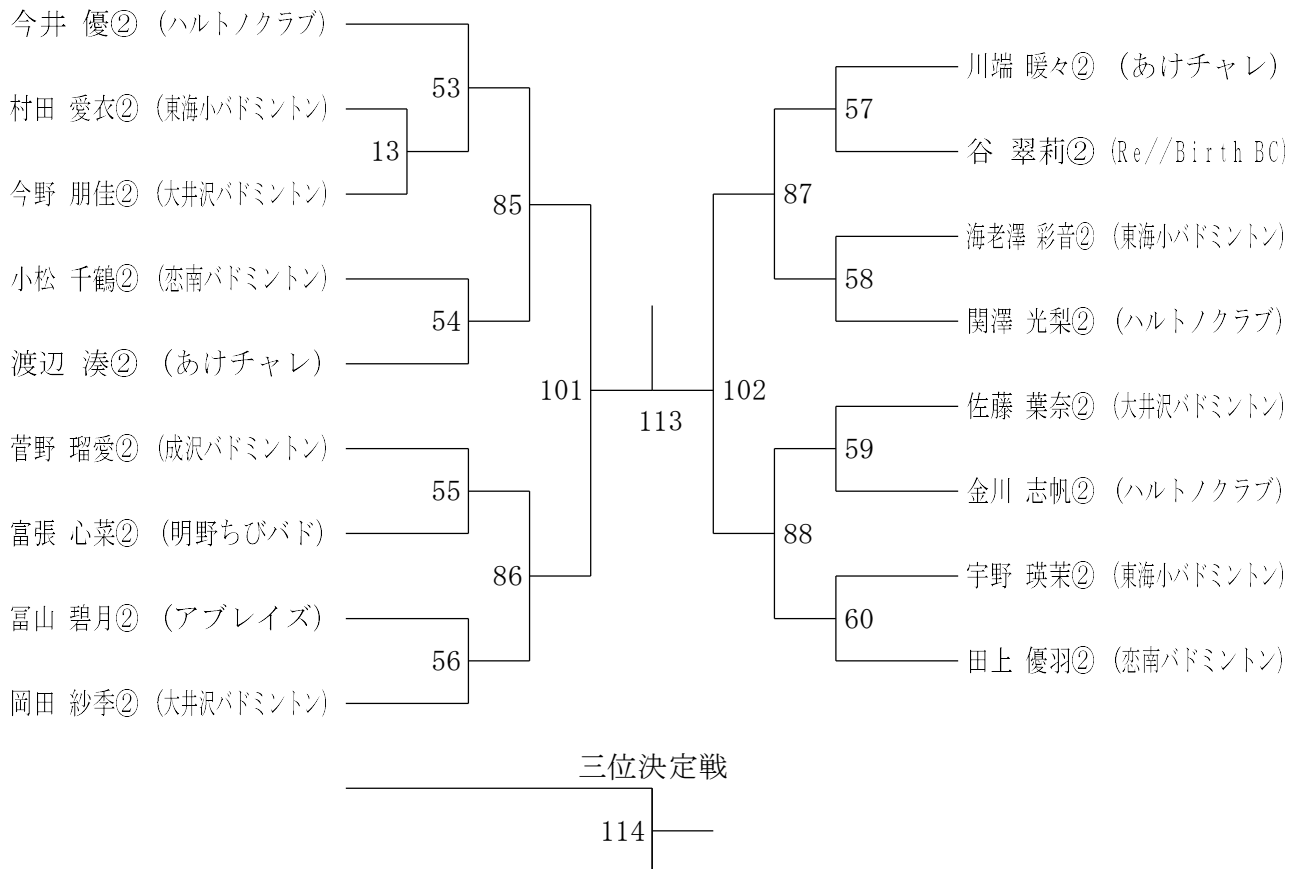 今井 優② (ハルトノクラブ)
村田 愛衣② (東海小バドミントン)
今野 朋佳② (大井沢バドミントン)
小松 千鶴② (恋南バドミントン)
渡辺 湊② (あけチャレ)
菅野 瑠愛② (成沢バドミントン)
富張 心菜② (明野ちびバド)
冨山 碧月② (アブレイズ)
岡田 紗季② (大井沢バドミントン)
53
13
85
54
101
55
86
56
113
川端 暖々② (あけチャレ)
谷 翠莉② (Re//Birth BC)
海老澤 彩音② (東海小バドミントン)
関澤 光梨② (ハルトノクラブ)
佐藤 葉奈② (大井沢バドミントン)
金川 志帆② (ハルトノクラブ)
宇野 瑛茉② (東海小バドミントン)
田上 優羽② (恋南バドミントン)
57
87
58
102
59
88
60
三位決定戦
114